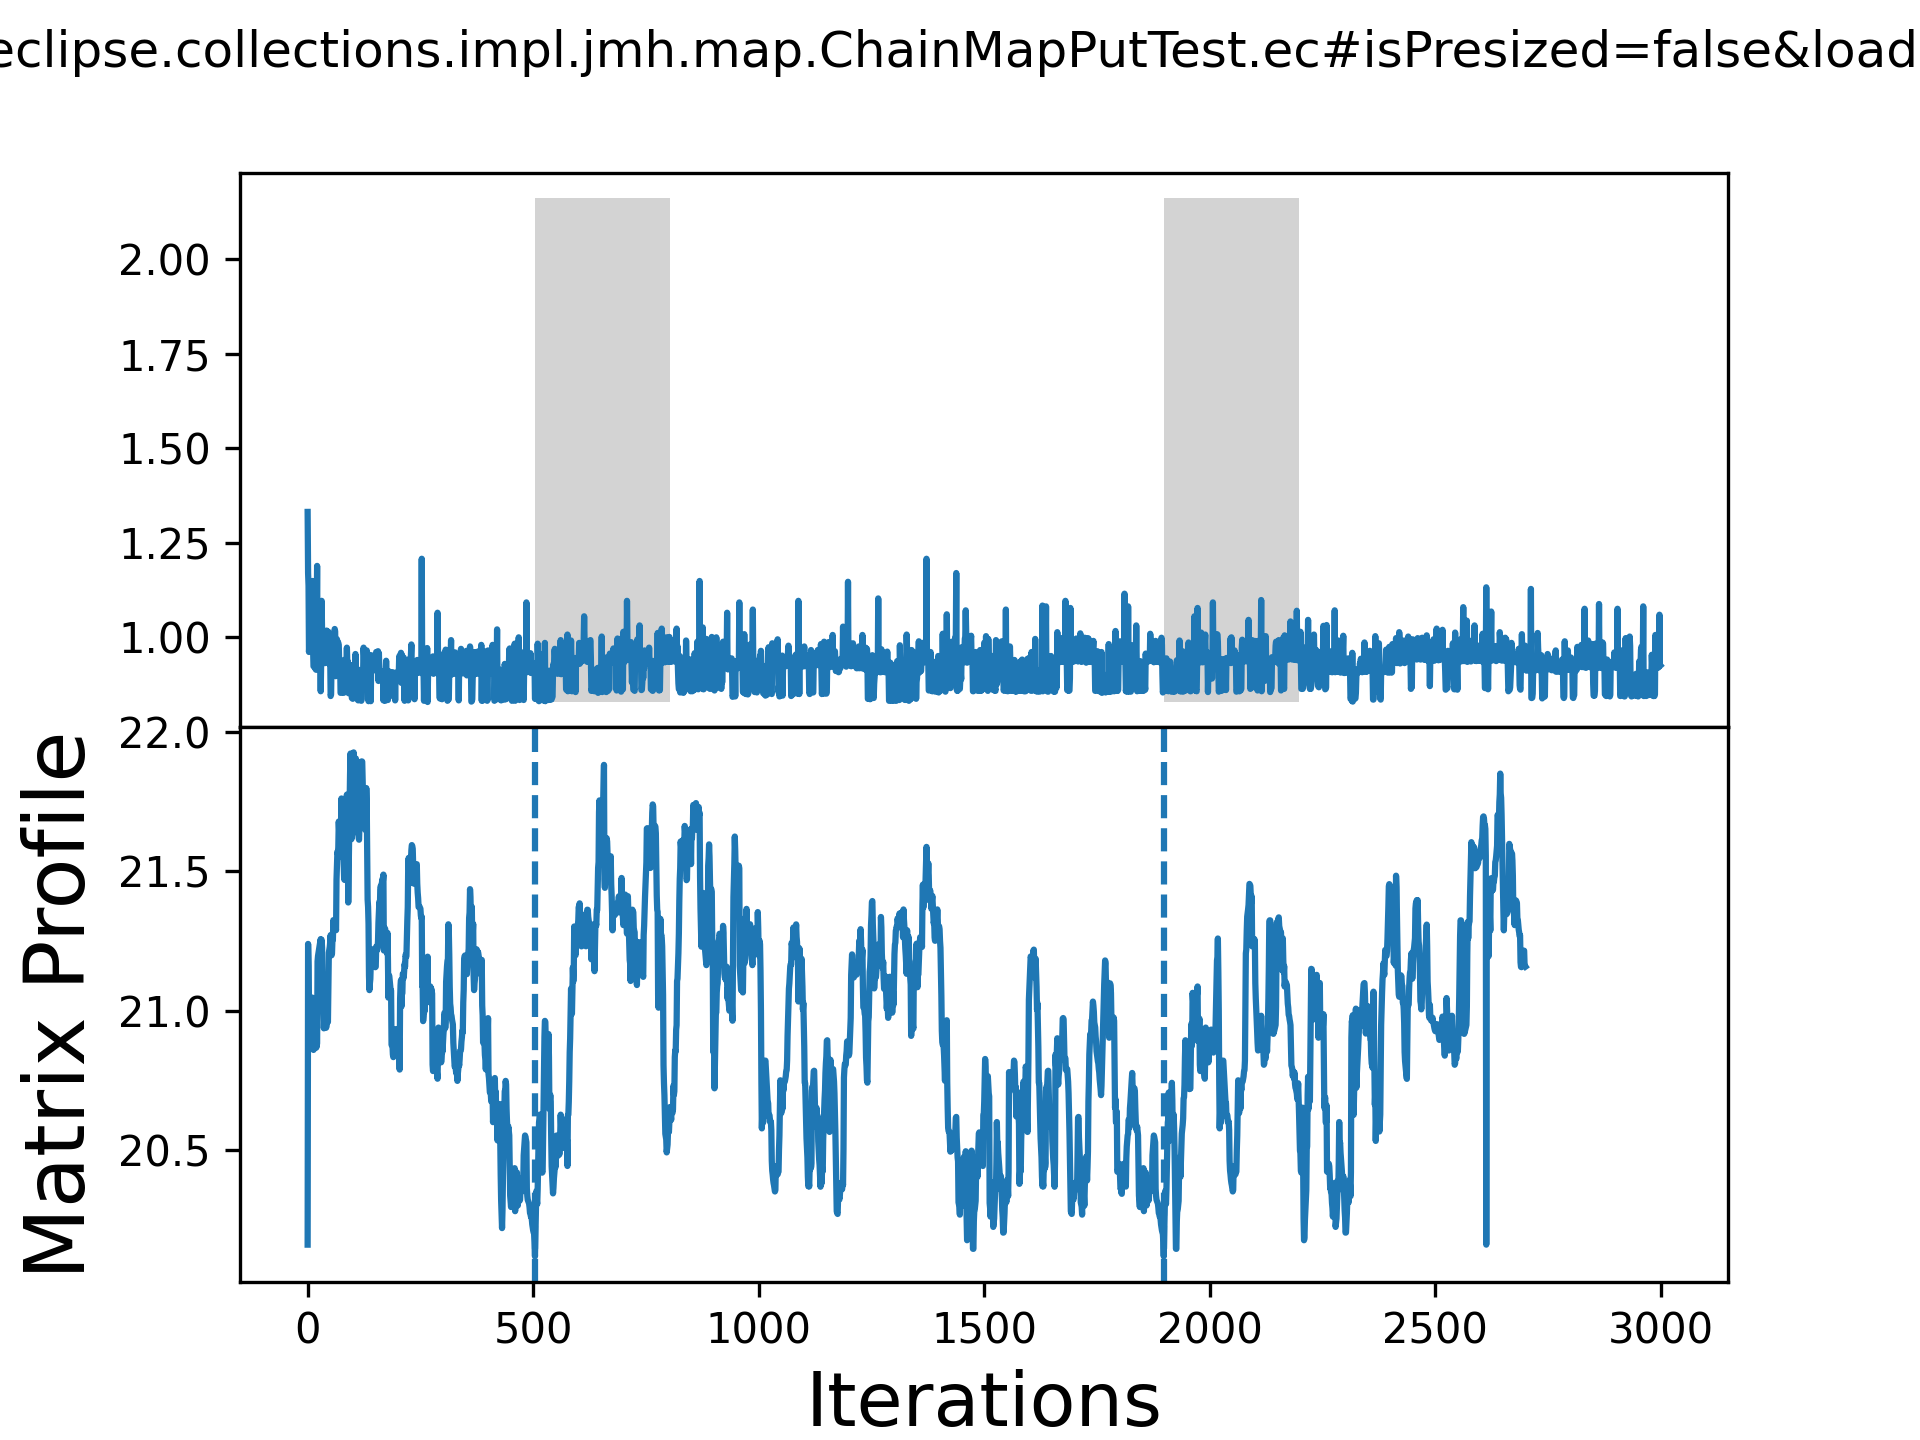 eclipse.collections.impl.jmh.map.ChainMapPutTest.ec#isPresized=false&load
2.00
1.75
1.50
1.25
1.00
22.0
21.5
21.0
20.5
Matrix Profile
0 500 1000 1500 2000 2500 3000
Iterations